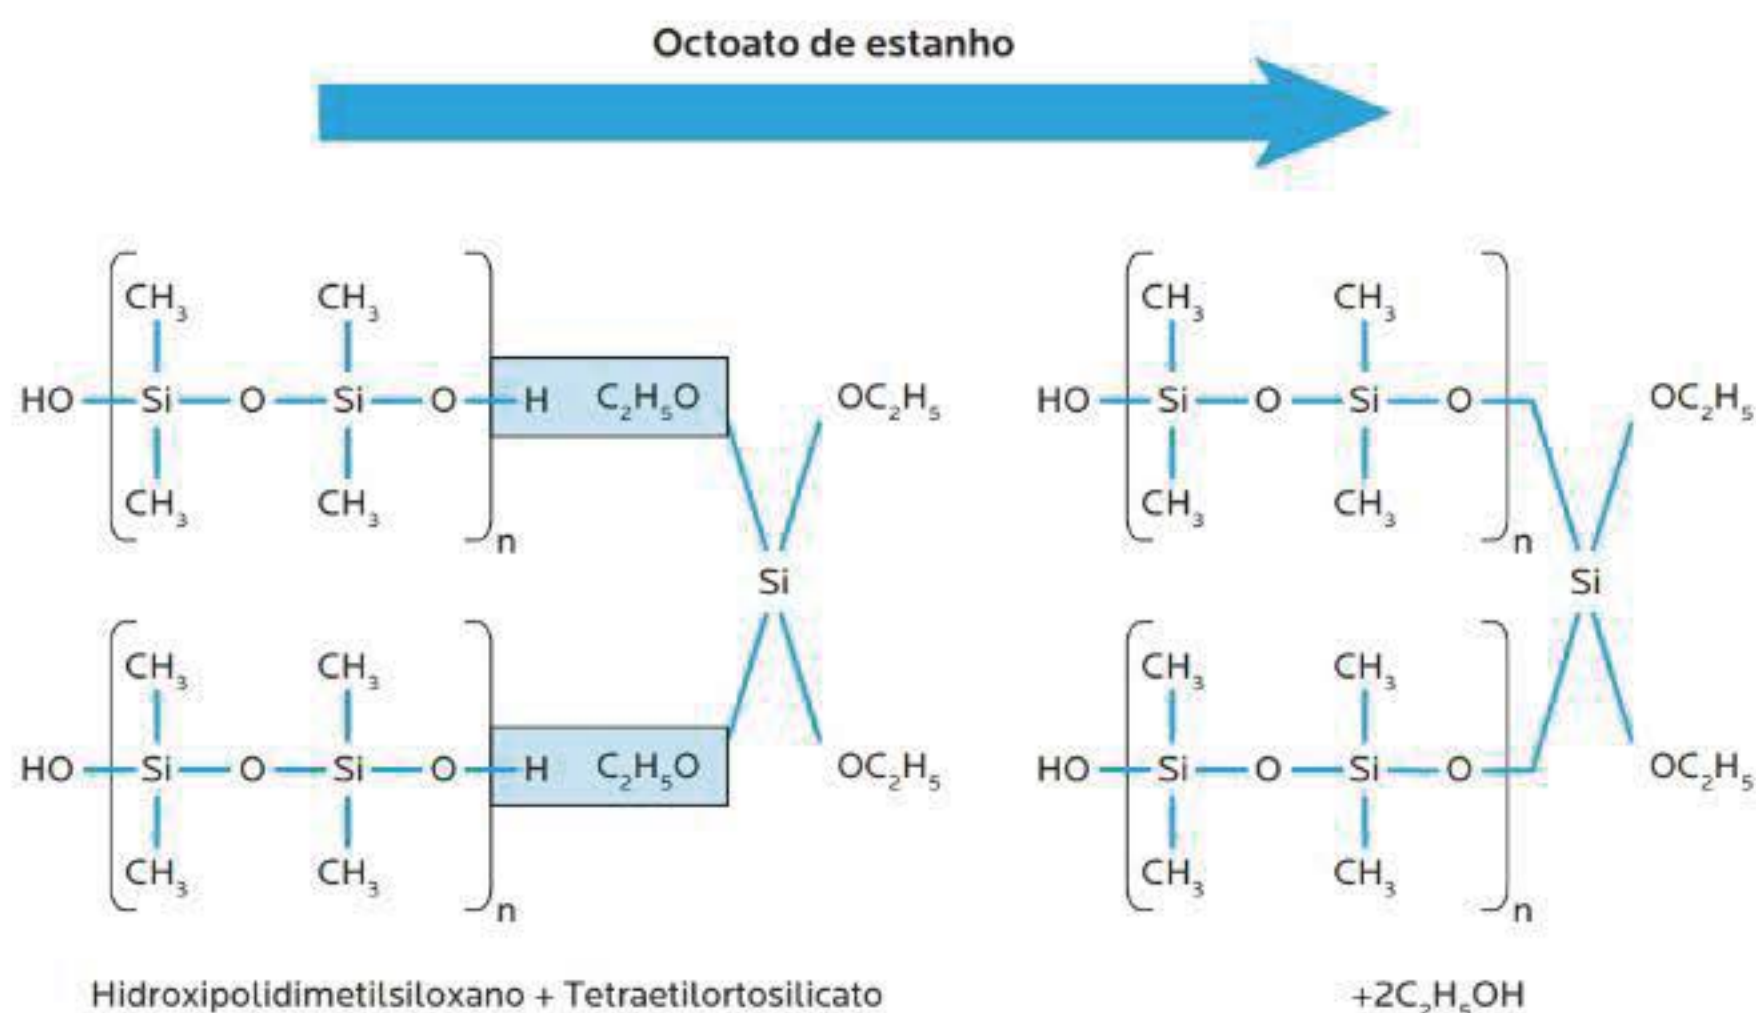 Octoato de estanho
CH₃ CH₃ CH₃ CH₃
HO Si O Si O H C₂H₅O OC₂H₅ HO Si O Si O OC₂H₅
CH₃ CH₃ CH₃ CH₃
n n
Si Si
CH₃ CH₃ CH₃ CH₃
HO Si O Si O H C₂H₅O OC₂H₅ HO Si O Si O OC₂H₅
CH₃ CH₃ CH₃ CH₃
n n
Hidroxipolidimetilsiloxano + Tetraetilortosilicato +2C₂H₅OH